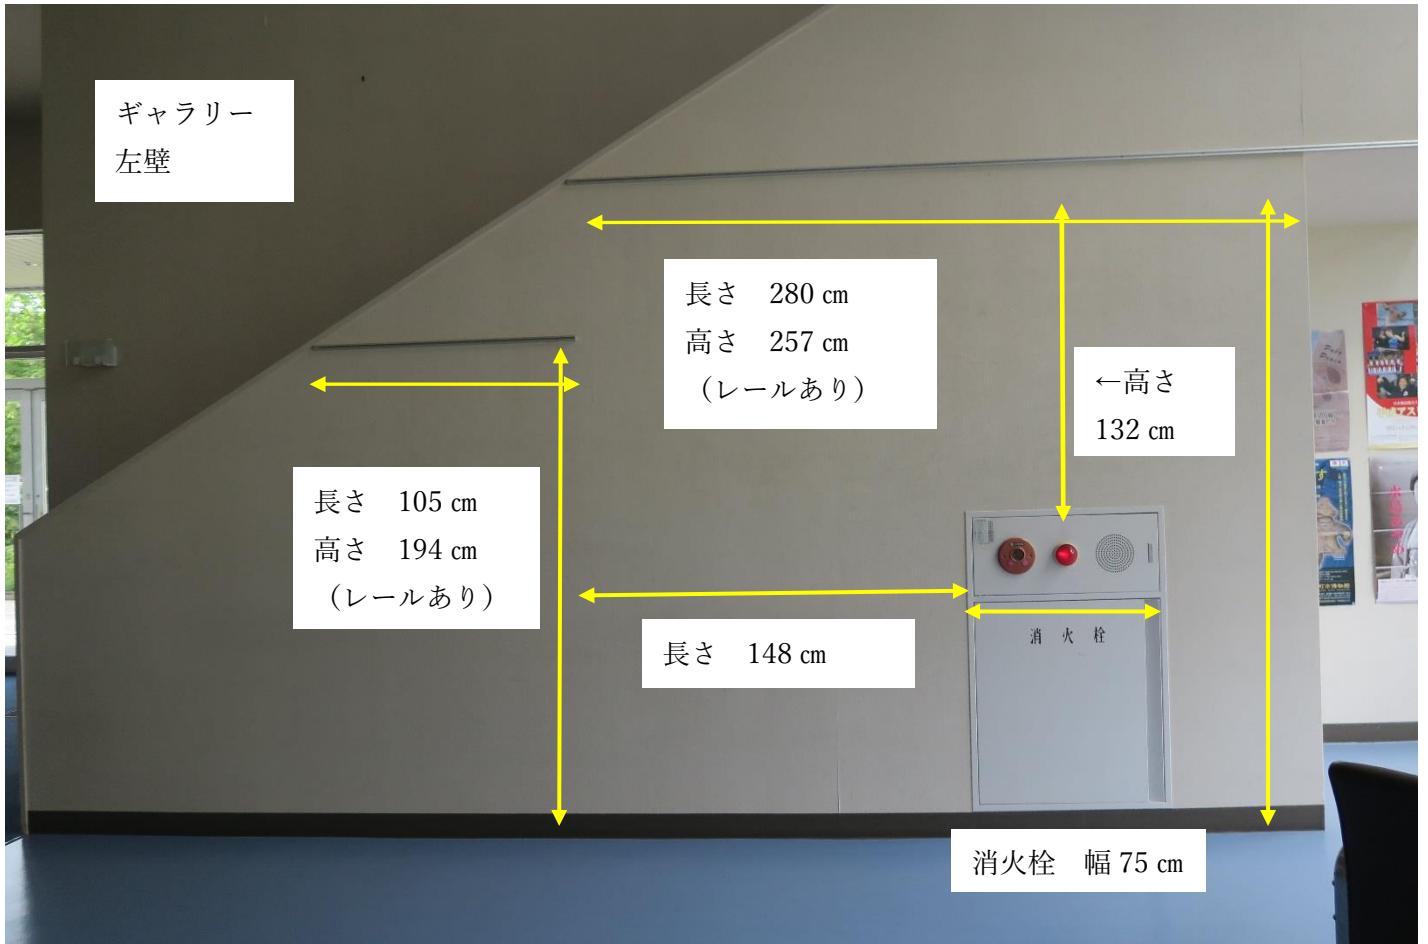 ギャラリー
左壁
長さ　280 ㎝
高さ　257 ㎝
（レールあり）
←高さ
132 ㎝
長さ　105 ㎝
高さ　194 ㎝
（レールあり）
長さ　148 ㎝
消 火 栓
消火栓　幅 75 ㎝